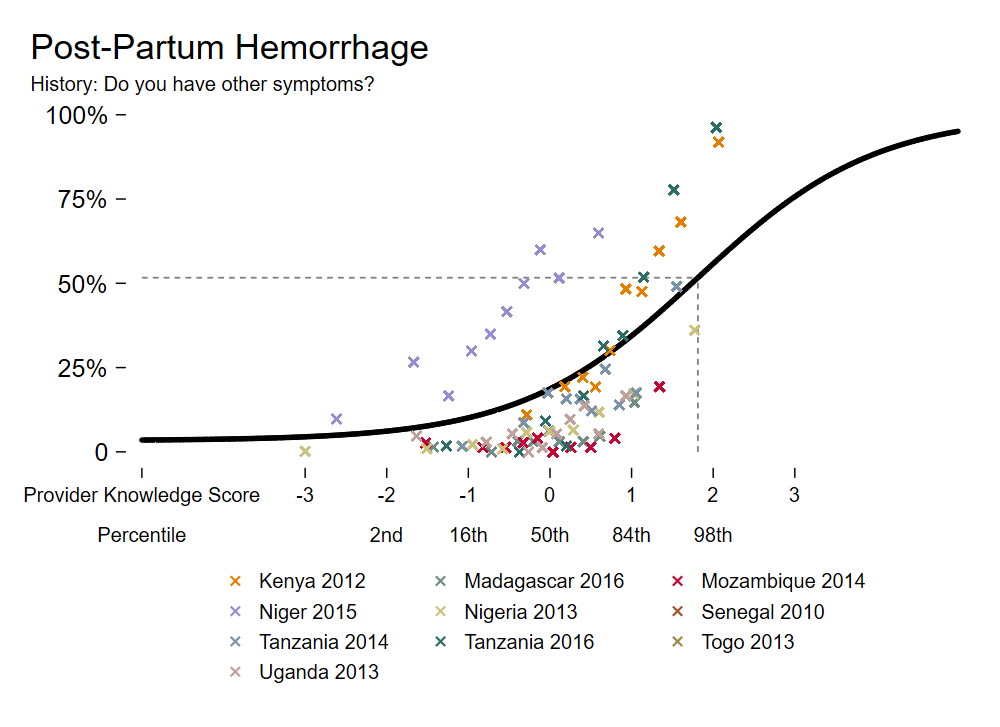 Post-Partum Hemorrhage
History: Do you have other symptoms?
100%
75%
50%
25%
0
Provider Knowledge Score -3 -2 -1 0 1 2 3
Percentile 2nd 16th 50th 84th 98th
Kenya 2012 Madagascar 2016 Mozambique 2014
Niger 2015 Nigeria 2013 Senegal 2010
Tanzania 2014 Tanzania 2016 Togo 2013
Uganda 2013